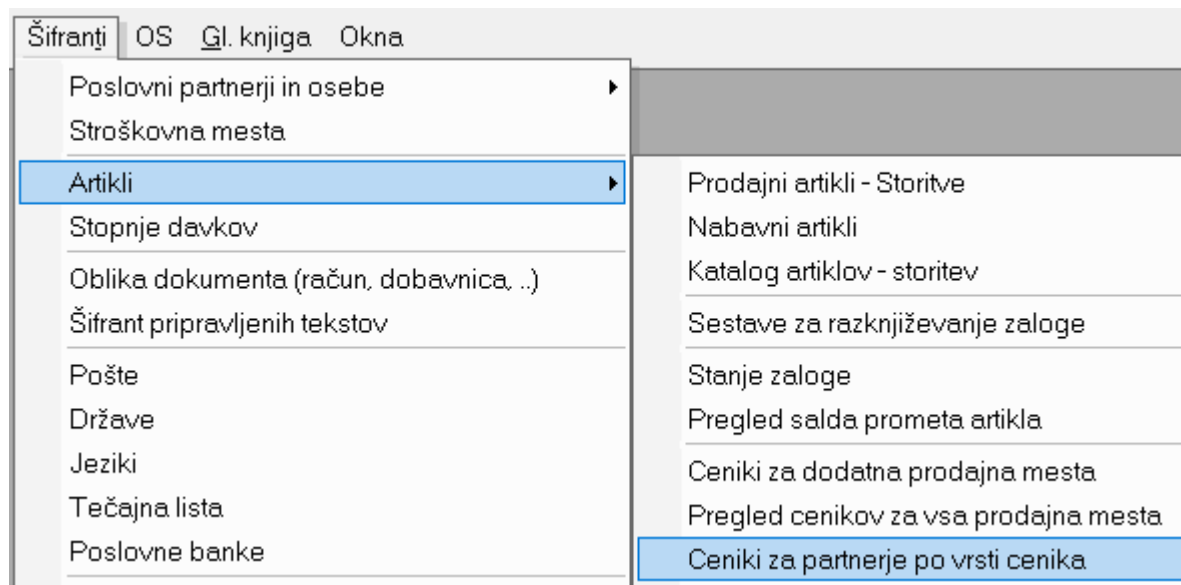 Šifranti OS Gl. knjiga Okna
Poslovni partnerji in osebe
Stroškovna mesta
Artikli
Stopnje davkov
Oblika dokumenta (račun, dobavnica, ..)
Šifrant pripravljenih tekstov
Pošte
Države
Jeziki
Tečajna lista
Poslovne banke
Prodajni artikli - Storitve
Nabavni artikli
Katalog artiklov - storitev
Sestave za razknjiževanje zaloge
Stanje zaloge
Pregled salda prometa artikla
Ceniki za dodatna prodajna mesta
Pregled cenikov za vsa prodajna mesta
Ceniki za partnerje po vrsti cenika